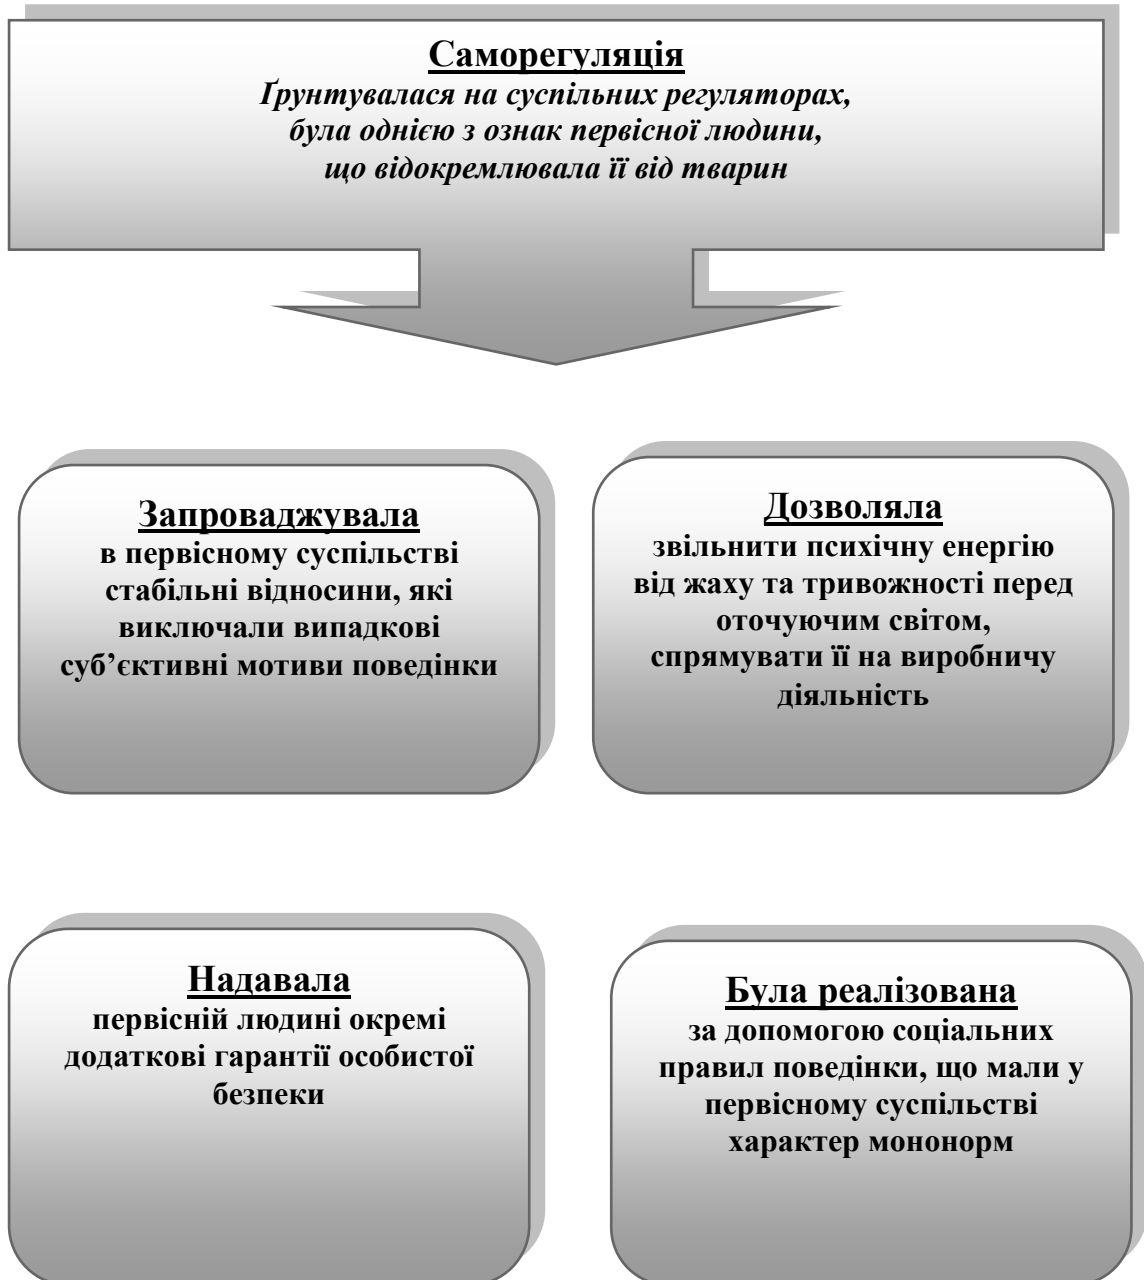 Саморегуляція
Ґрунтувалася на суспільних регуляторах,
була однією з ознак первісної людини,
що відокремлювала її від тварин
Запроваджувала
в первісному суспільстві
стабільні відносини, які
виключали випадкові
суб’єктивні мотиви поведінки
Дозволяла
звільнити психічну енергію
від жаху та тривожності перед
оточуючим світом,
спрямувати її на виробничу
діяльність
Надавала
первісній людині окремі
додаткові гарантії особистої
безпеки
Була реалізована
за допомогою соціальних
правил поведінки, що мали у
первісному суспільстві
характер мононорм